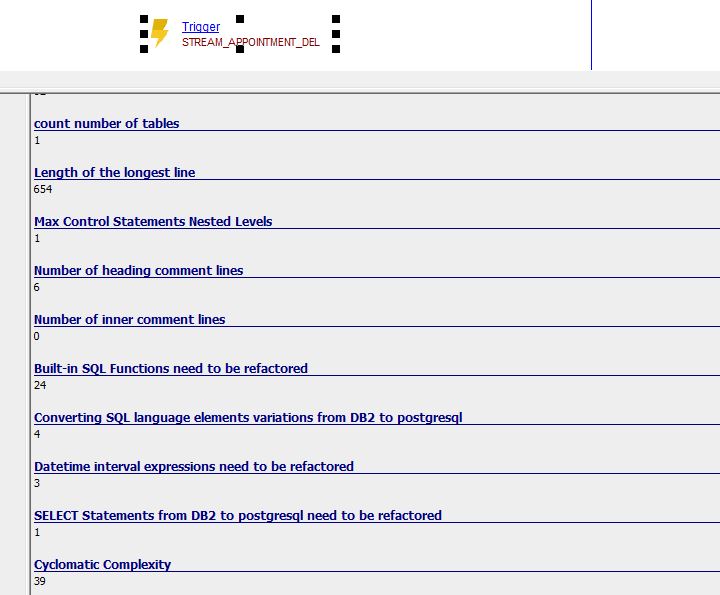 Trigger
STREAM_APPOINTMENT_DEL
count number of tables
1
Length of the longest line
654
Max Control Statements Nested Levels
1
Number of heading comment lines
6
Number of inner comment lines
0
Built-in SQL Functions need to be refactored
24
Converting SQL language elements variations from DB2 to postgresql
4
Datetime interval expressions need to be refactored
3
SELECT Statements from DB2 to postgresql need to be refactored
1
Cyclomatic Complexity
39